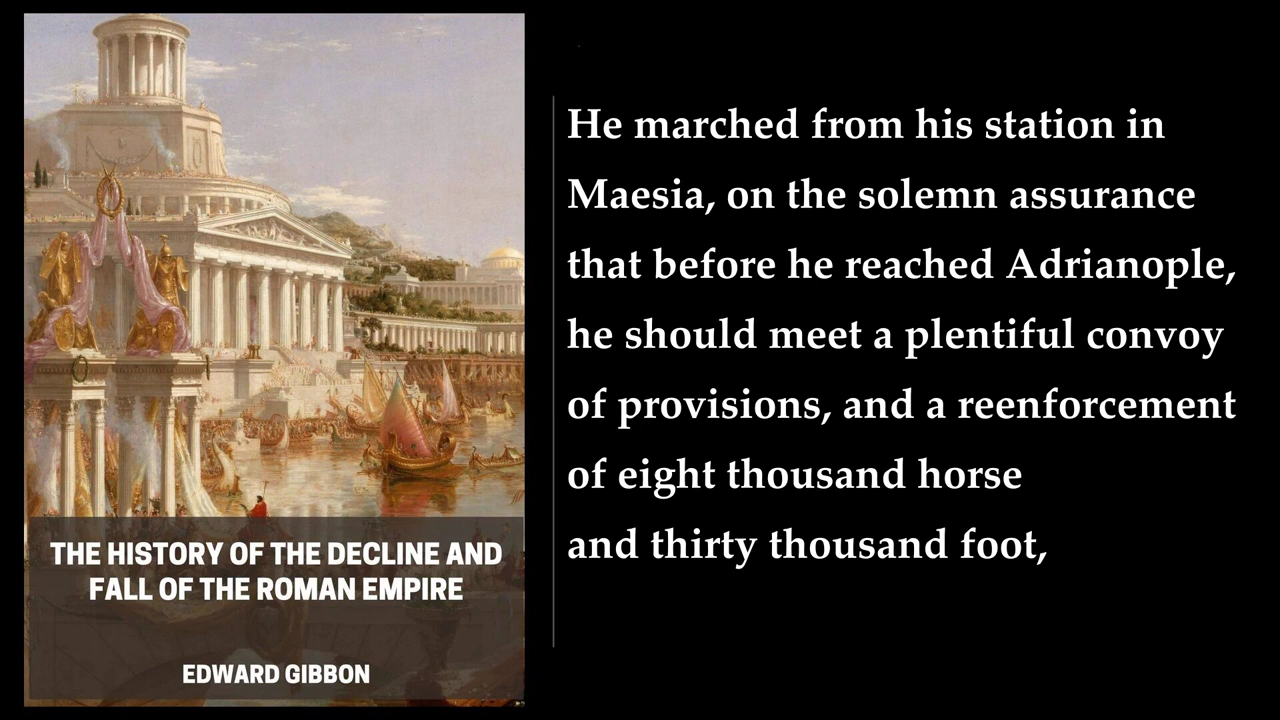 THE HISTORY OF THE DECLINE AND
FALL OF THE ROMAN EMPIRE
EDWARD GIBBON
He marched from his station in
Maesia, on the solemn assurance
that before he reached Adrianople,
he should meet a plentiful convoy
of provisions, and a reenforcement
of eight thousand horse
and thirty thousand foot,